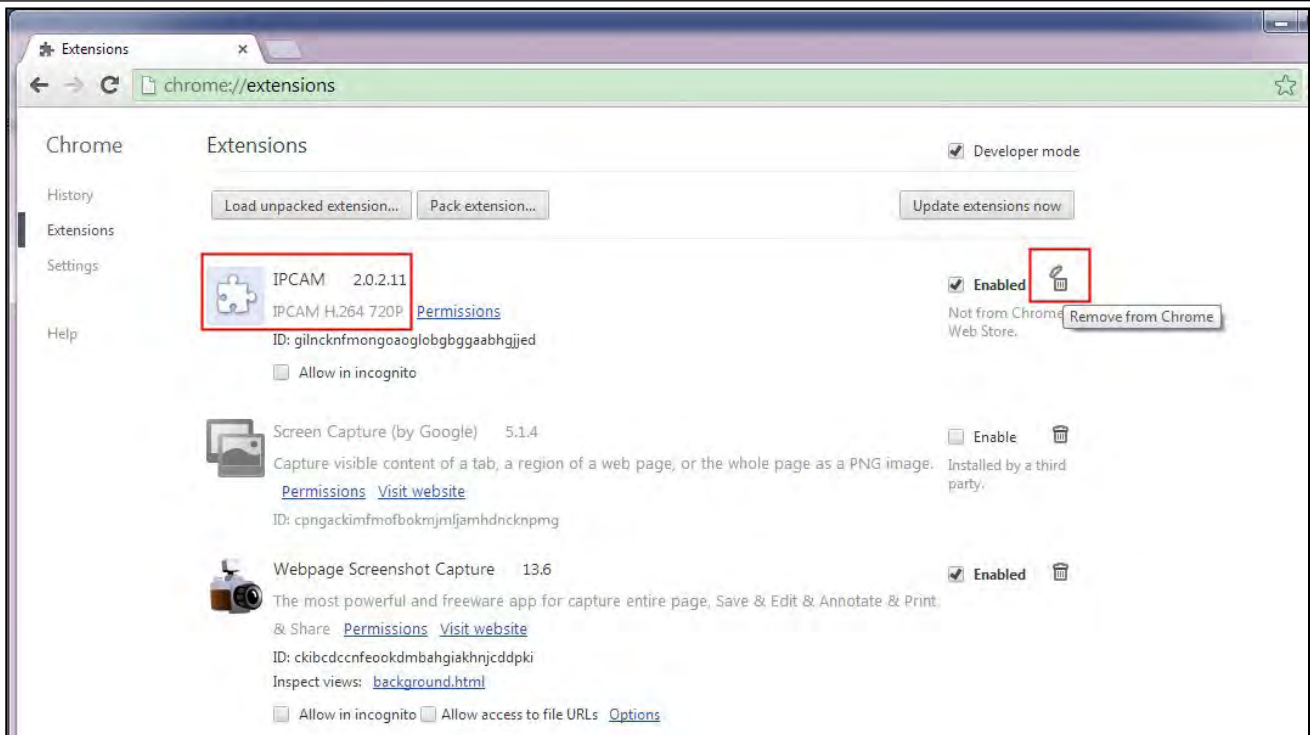 Extensions
chrome://extensions
Chrome
Extensions
Developer mode
History
Load unpacked extension...
Pack extension...
Update extensions now
Extensions
Settings
Help
IPCAM 2.0.2.11
Enabled
IPCAM H.264 720P Permissions
Not from Chrome
Web Store.
Remove from Chrome
ID: gilncknfmongoaoglobgbggaabhgjjed
Allow in incognito
Screen Capture (by Google) 5.1.4
Enable
Capture visible content of a tab, a region of a web page, or the whole page as a PNG image.
Installed by a third
party.
Permissions Visit website
ID: cpngackimfmofbokmjmljamhdncknpmg
Webpage Screenshot Capture 13.6
Enabled
The most powerful and freeware app for capture entire page, Save & Edit & Annotate & Print
& Share Permissions Visit website
ID: ckibcdccnfeookdmbahgiakhnjcddpki
Inspect views: background.html
Allow in incognito Allow access to file URLs Options